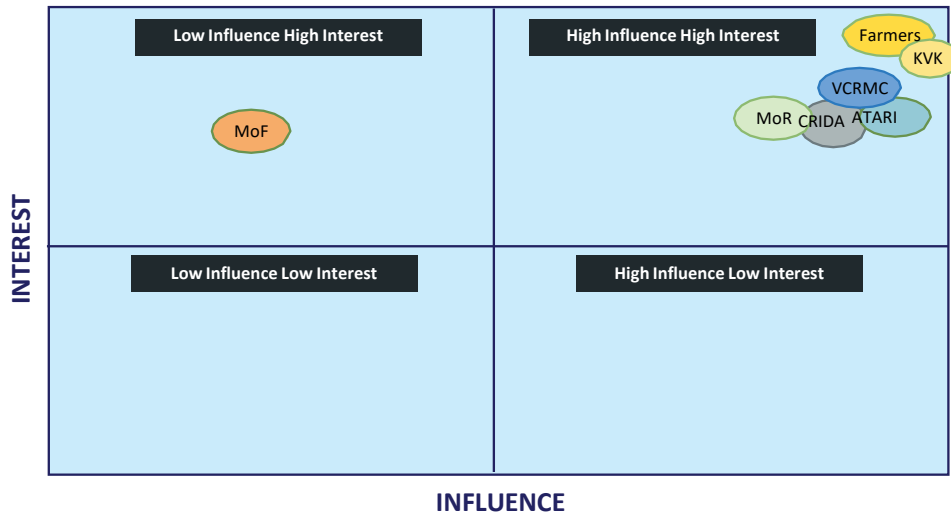 Low Influence High Interest
High Influence High Interest
Farmers
KVK
VCRMC
MoF
MoR
CRIDA
ATARI
INTEREST
Low Influence Low Interest
High Influence Low Interest
INFLUENCE